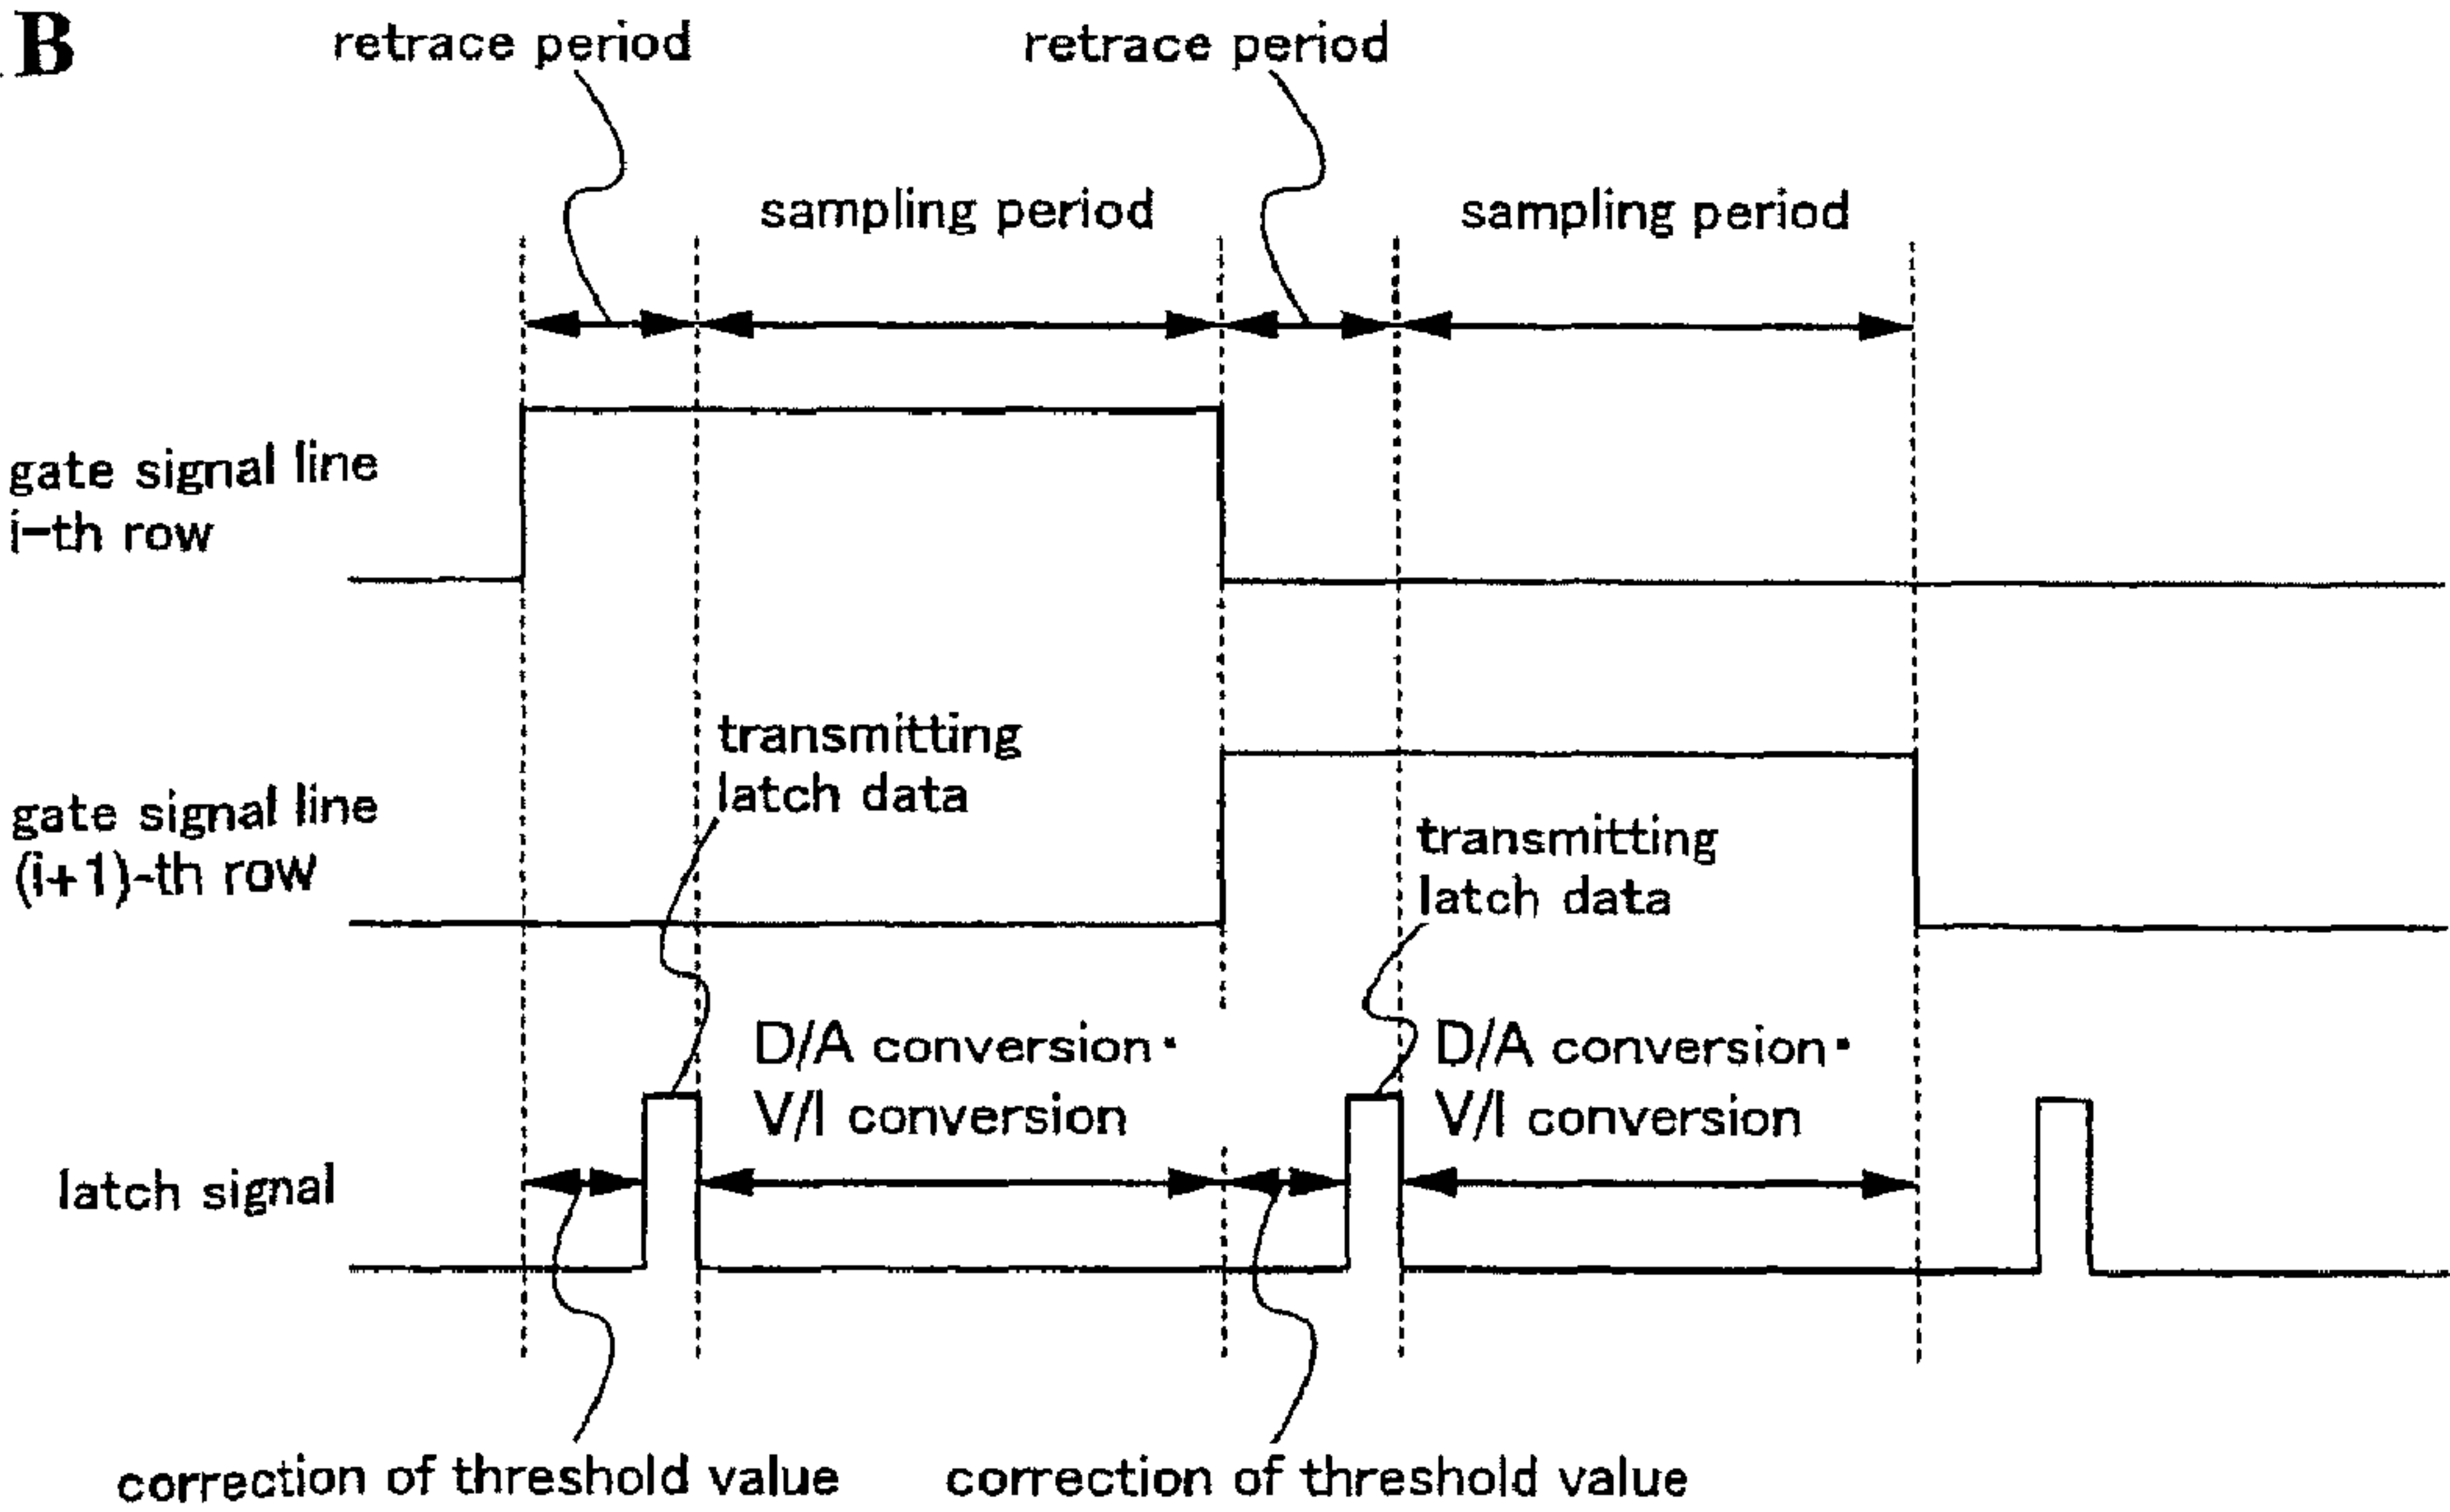 B
retrace period
retrace period
sampling period
sampling period
gate signal line
i-th row
transmitting
latch data
gate signal line
(i+1)-th row
transmitting
latch data
D/A conversion・
V/I conversion
D/A conversion・
V/I conversion
latch signal
correction of threshold value
correction of threshold value